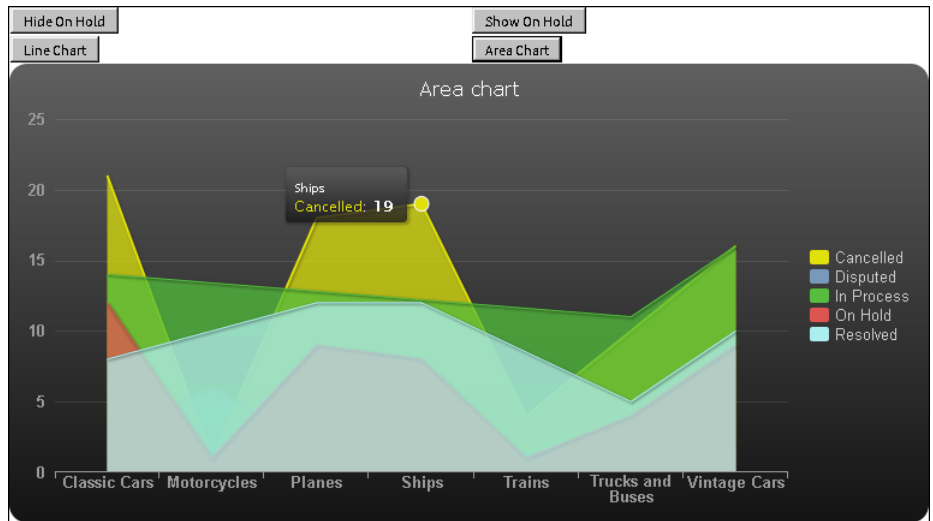 Hide On Hold
Show On Hold
Line Chart
Area Chart
Area chart
25
20
15
10
5
0
Ships
Cancelled: 19
Cancelled
Disputed
In Process
On Hold
Resolved
Classic Cars
Motorcycles
Planes
Ships
Trains
Trucks and
Buses
Vintage Cars